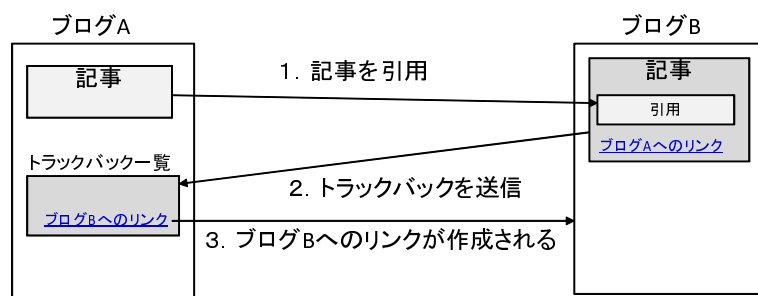 ブログA
ブログB
記事
1. 記事を引用
記事
引用
ブログAへのリンク
トラックバック一覧
2. トラックバックを送信
ブログBへのリンク
3. ブログBへのリンクが作成される